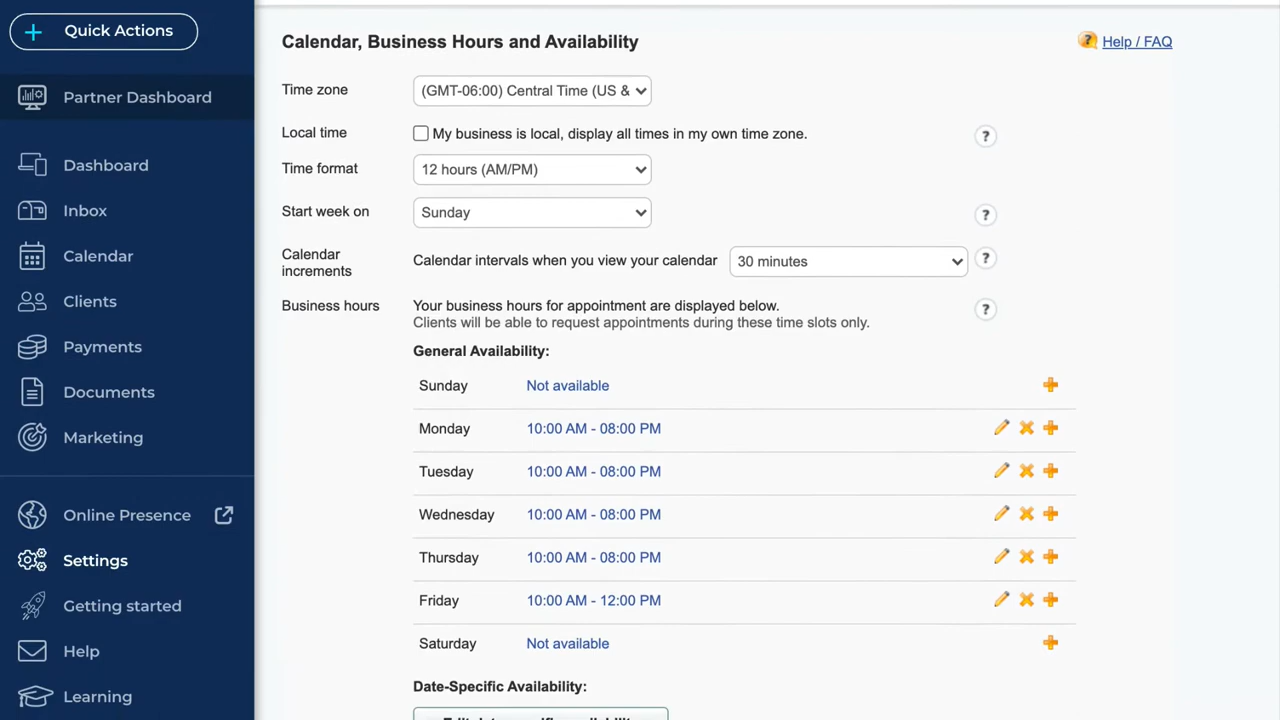 Quick Actions
Partner Dashboard
Dashboard
Inbox
Calendar
Clients
Payments
Documents
Marketing
Online Presence
Settings
Getting started
Help
Learning
Calendar, Business Hours and Availability
? Help / FAQ
Time zone (GMT-06:00) Central Time (US &
Local time My business is local, display all times in my own time zone. ?
Time format 12 hours (AM/PM)
Start week on Sunday ?
Calendar increments Calendar intervals when you view your calendar 30 minutes ?
Business hours Your business hours for appointment are displayed below. ?
Clients will be able to request appointments during these time slots only.
General Availability:
Sunday Not available
Monday 10:00 AM - 08:00 PM
Tuesday 10:00 AM - 08:00 PM
Wednesday 10:00 AM - 08:00 PM
Thursday 10:00 AM - 08:00 PM
Friday 10:00 AM - 12:00 PM
Saturday Not available
Date-Specific Availability: